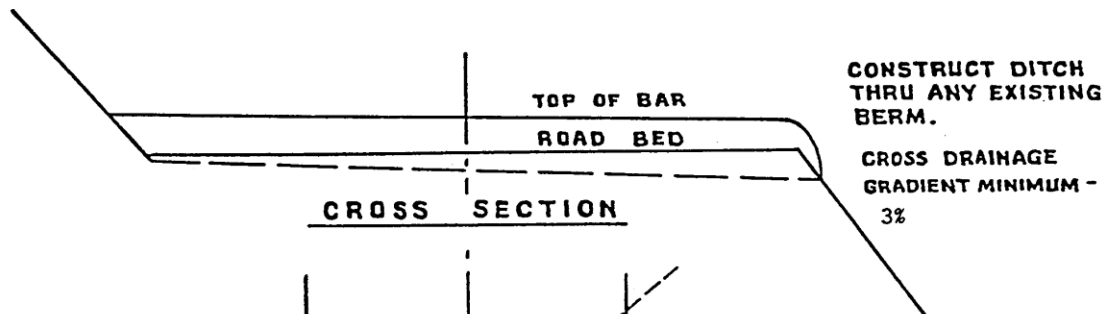 TOP OF BAR
ROAD BED
CROSS SECTION
CONSTRUCT DITCH
THRU ANY EXISTING
BERM.
CROSS DRAINAGE
GRADIENT MINIMUM -
3%